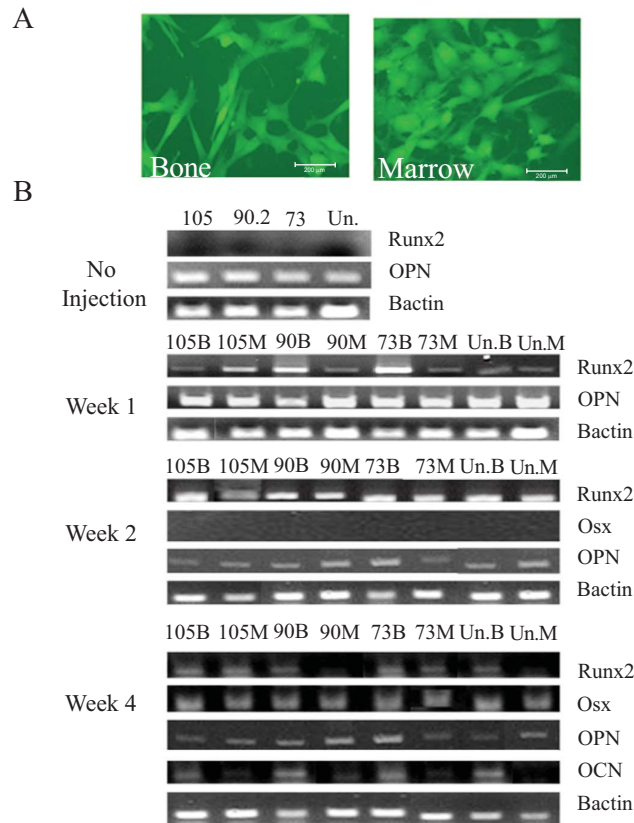 A
Bone
200 µm
Marrow
200 µm
B
105 90.2 73 Un.
Runx2
No Injection
OPN
Bactin
105B 105M 90B 90M 73B 73M Un.B Un.M
Runx2
Week 1
OPN
Bactin
105B 105M 90B 90M 73B 73M Un.B Un.M
Runx2
Week 2
Osx
OPN
Bactin
105B 105M 90B 90M 73B 73M Un.B Un.M
Runx2
Week 4
Osx
OPN
OCN
Bactin